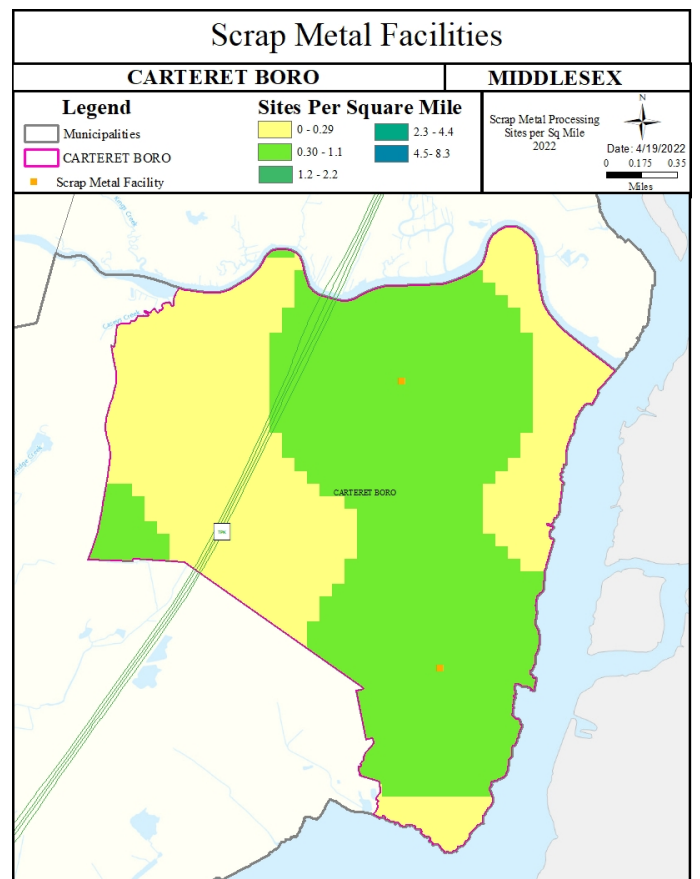 Scrap Metal Facilities
CARTERET BORO
MIDDLESEX
Legend
Municipalities
CARTERET BORO
Scrap Metal Facility
Sites Per Square Mile
0 - 0.29
0.30 - 1.1
1.2 - 2.2
2.3 - 4.4
4.5- 8.3
Scrap Metal Processing
Sites per Sq Mile
2022
N
Date: 4/19/2022
0 0.175 0.35
Miles
CARTERET BORO